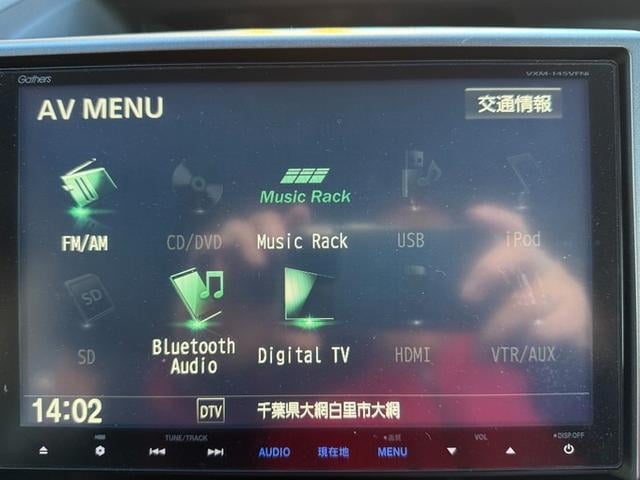 Gathers VXM-145VFNi
AV MENU 交通情報
Music Rack
FM/AM CD/DVD Music Rack USB iPod
SD
SD Bluetooth Audio Digital TV HDMI VTR/AUX
14:02 DTV 千葉県大網白里市大網
TUNE/TRACK VOL ✱DISP.OFF
AUDIO 現在地 MENU